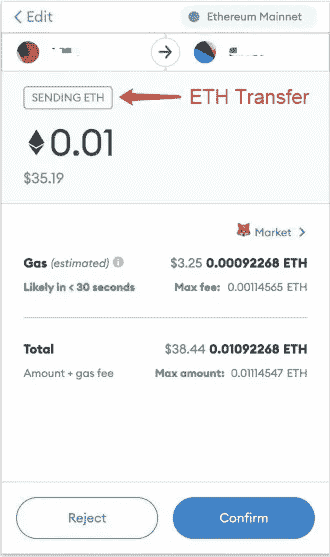 Edit
Ethereum Mainnet
SENDING ETH
ETH Transfer
0.01
$35.19
Market
Gas (estimated) $3.25 0.00092268 ETH
Likely in < 30 seconds Max fee: 0.00114565 ETH
Total $38.44 0.01092268 ETH
Amount + gas fee Max amount: 0.01114547 ETH
Reject
Confirm